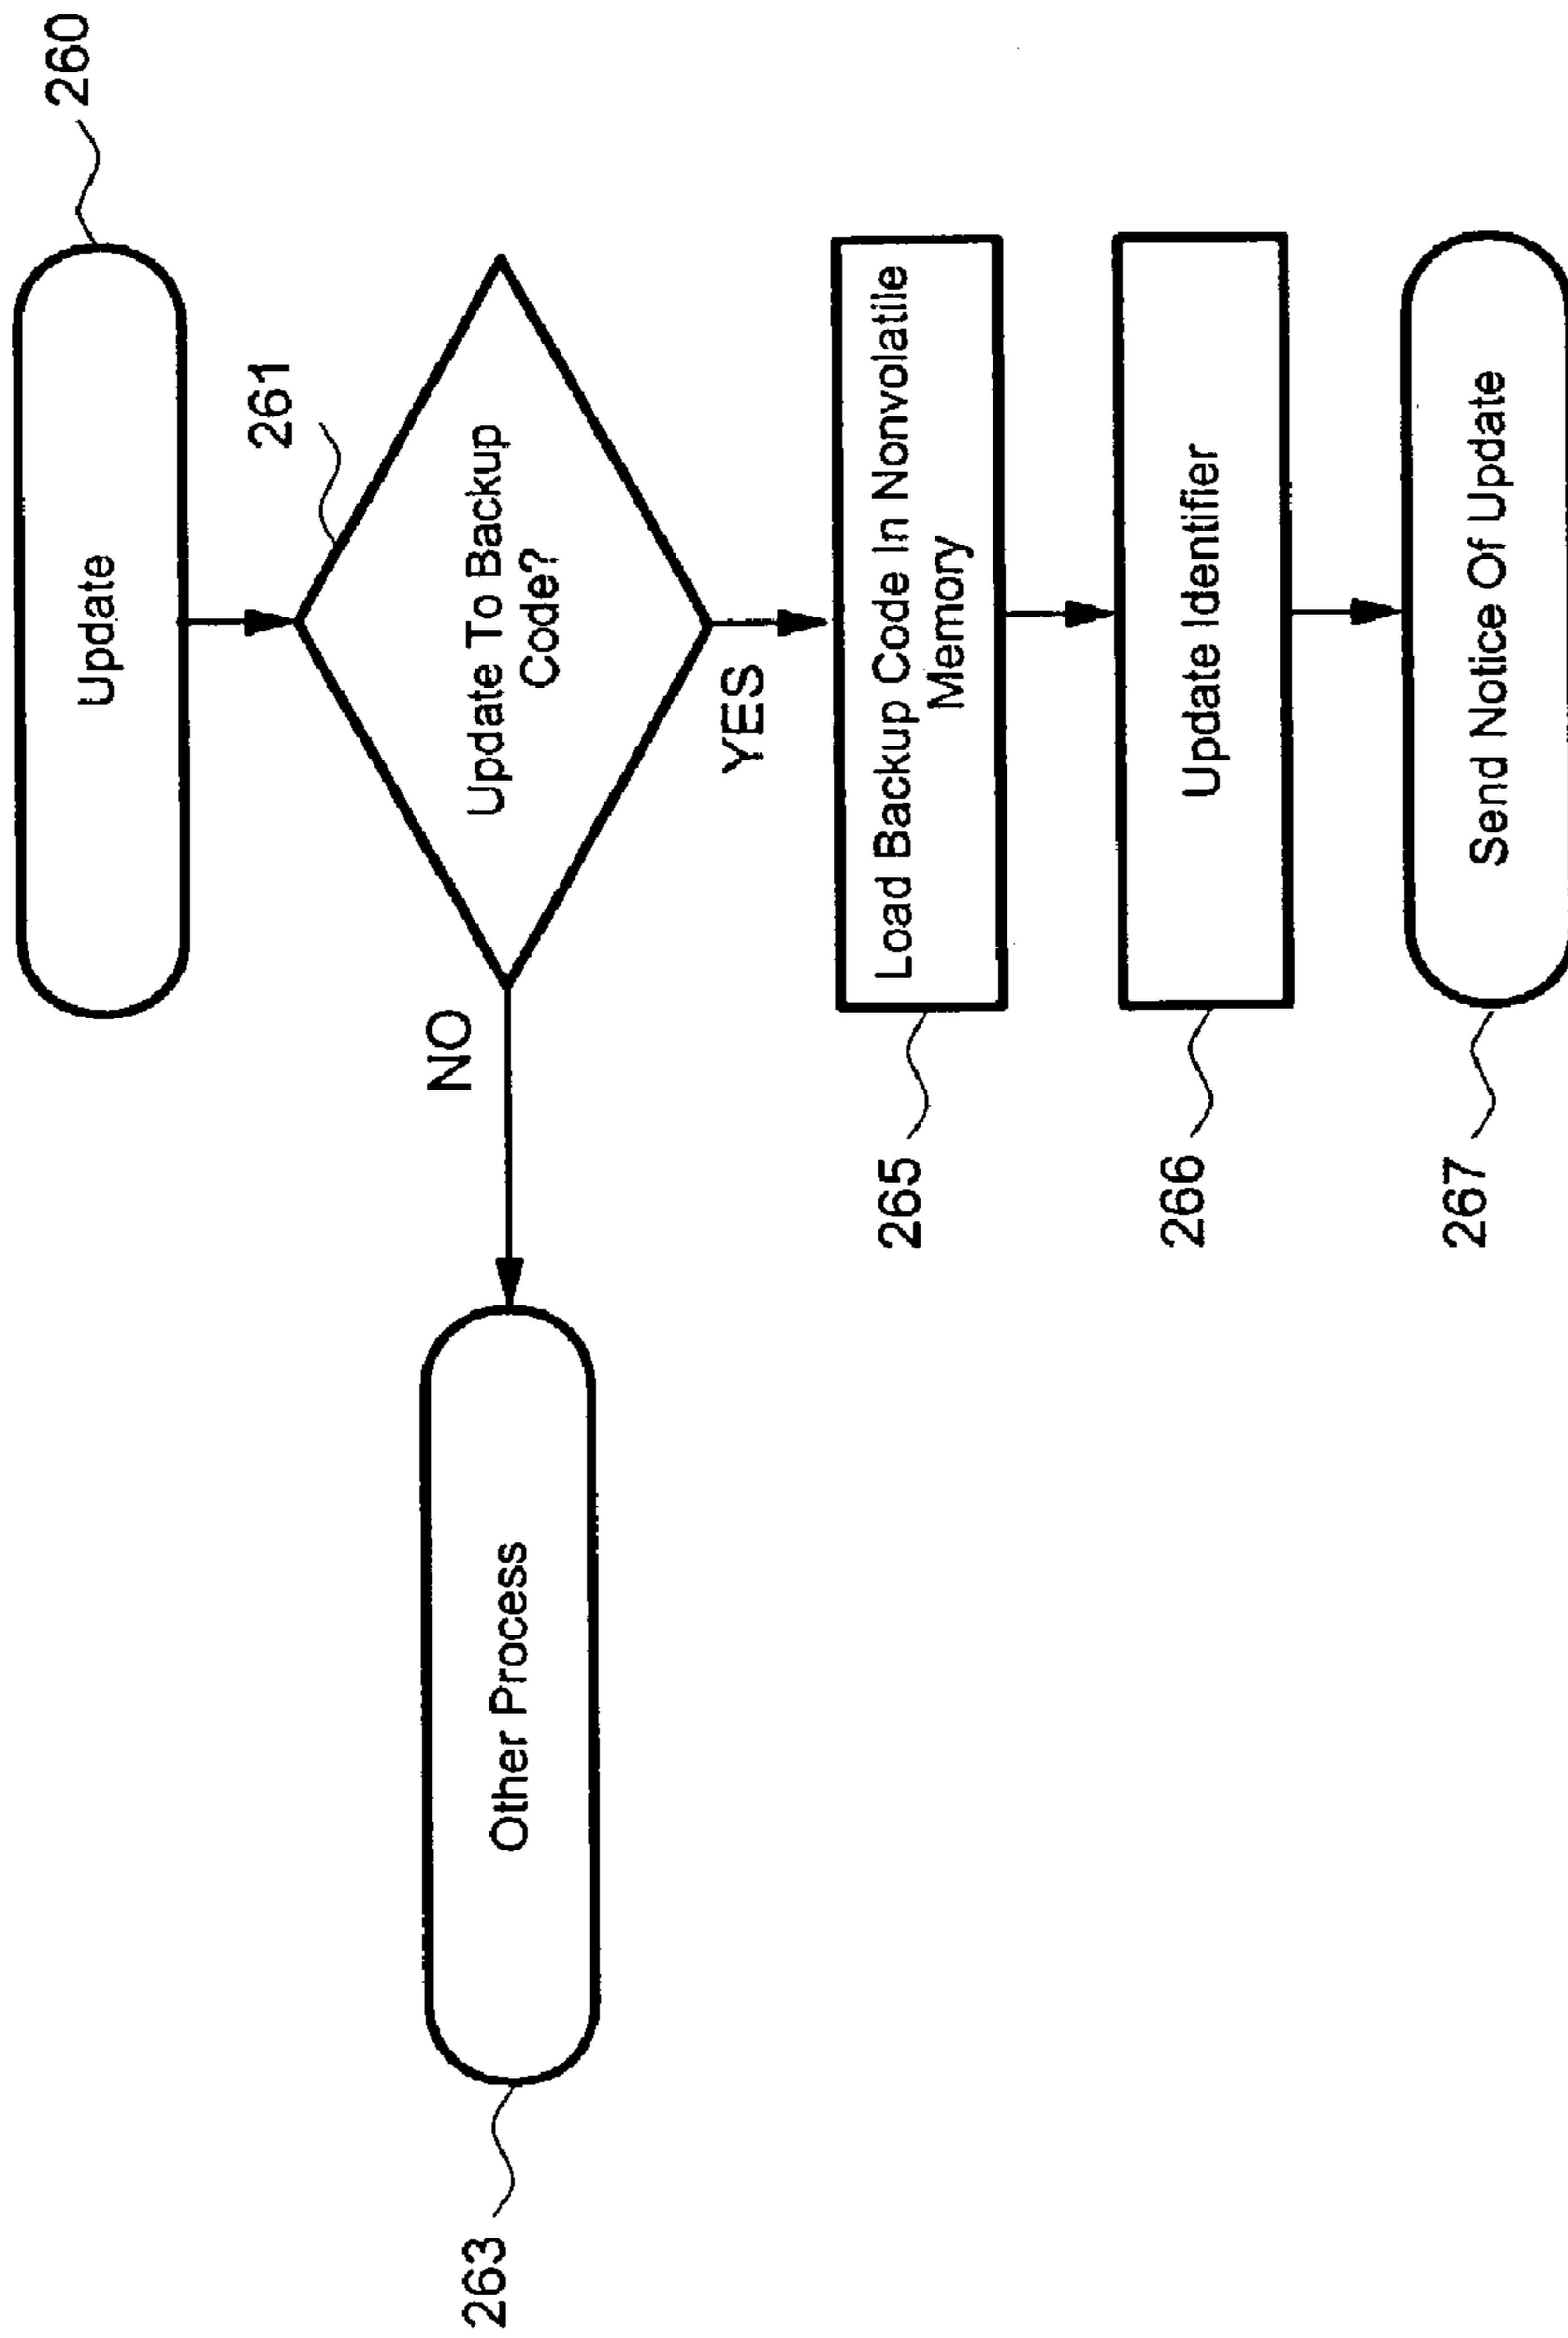 260
Update
261
Update To Backup
Code?
NO
YES
Other Process
263
265
Load Backup Code In Nonvolatile
Memory
266
Update Identifier
267
Send Notice Of Update